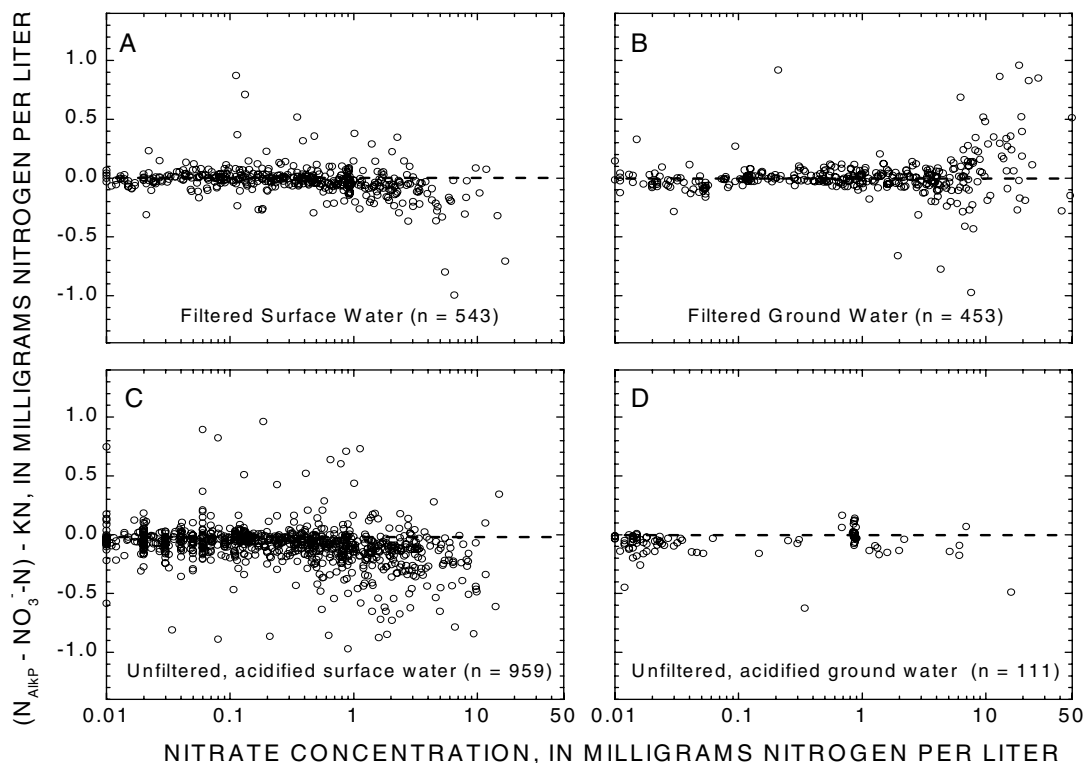 (N AlkP - NO3^- -N) - KN, IN MILLIGRAMS NITROGEN PER LITER
A
1.0
0.5
0.0
-0.5
-1.0
Filtered Surface Water (n = 543)
B
Filtered Ground Water (n = 453)
C
1.0
0.5
0.0
-0.5
-1.0
Unfiltered, acidified surface water (n = 959)
0.01 0.1 1 10 50
D
Unfiltered, acidified ground water (n = 111)
0.01 0.1 1 10 50
NITRATE CONCENTRATION, IN MILLIGRAMS NITROGEN PER LITER